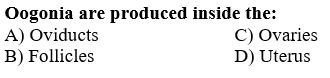 Oogonia are produced inside the:
A) Oviducts C) Ovaries
B) Follicles D) Uterus